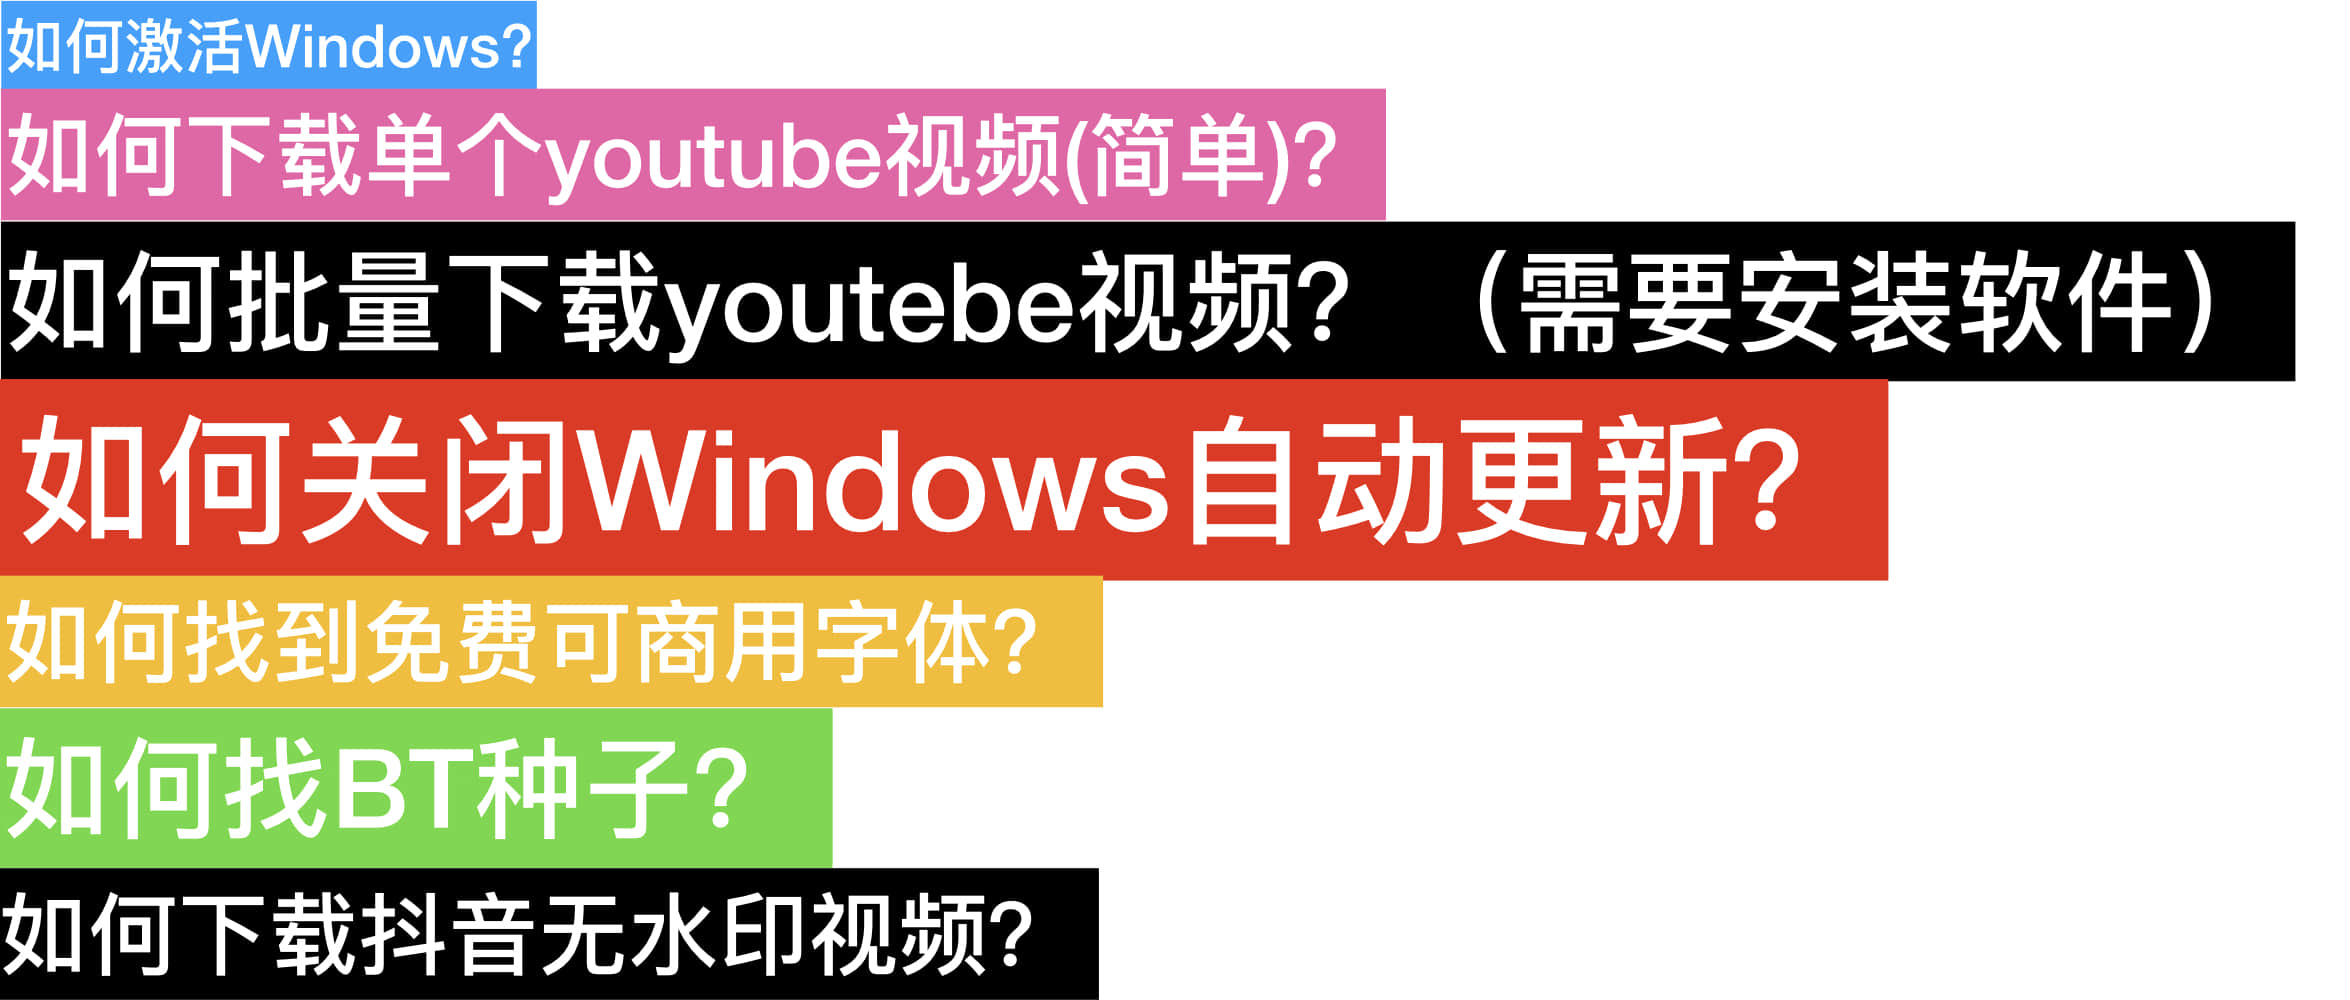 如何激活Windows?
如何下载单个youtube视频(简单)?
如何批量下载youtebe视频？（需要安装软件）
如何关闭Windows自动更新?
如何找到免费可商用字体?
如何找BT种子?
如何下载抖音无水印视频?